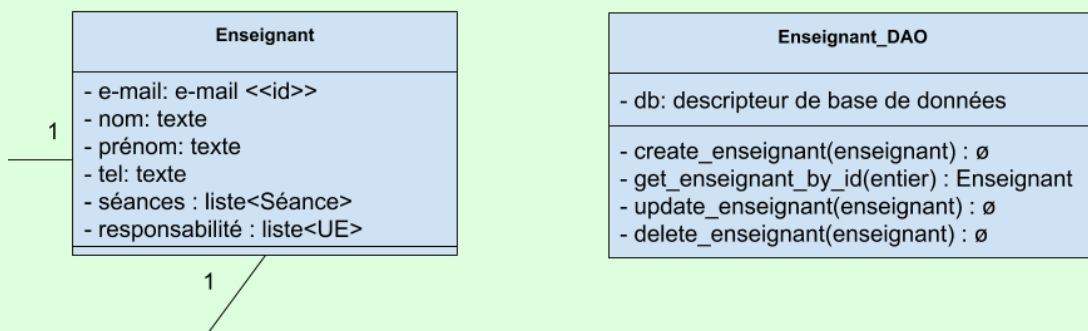 Enseignant
- e-mail: e-mail <<id>>
- nom: texte
- prénom: texte
- tel: texte
- séances : liste<Séance>
- responsabilité : liste<UE>
1
1
Enseignant_DAO
- db: descripteur de base de données
- create_enseignant(enseignant) : ø
- get_enseignant_by_id(entier) : Enseignant
- update_enseignant(enseignant) : ø
- delete_enseignant(enseignant) : ø